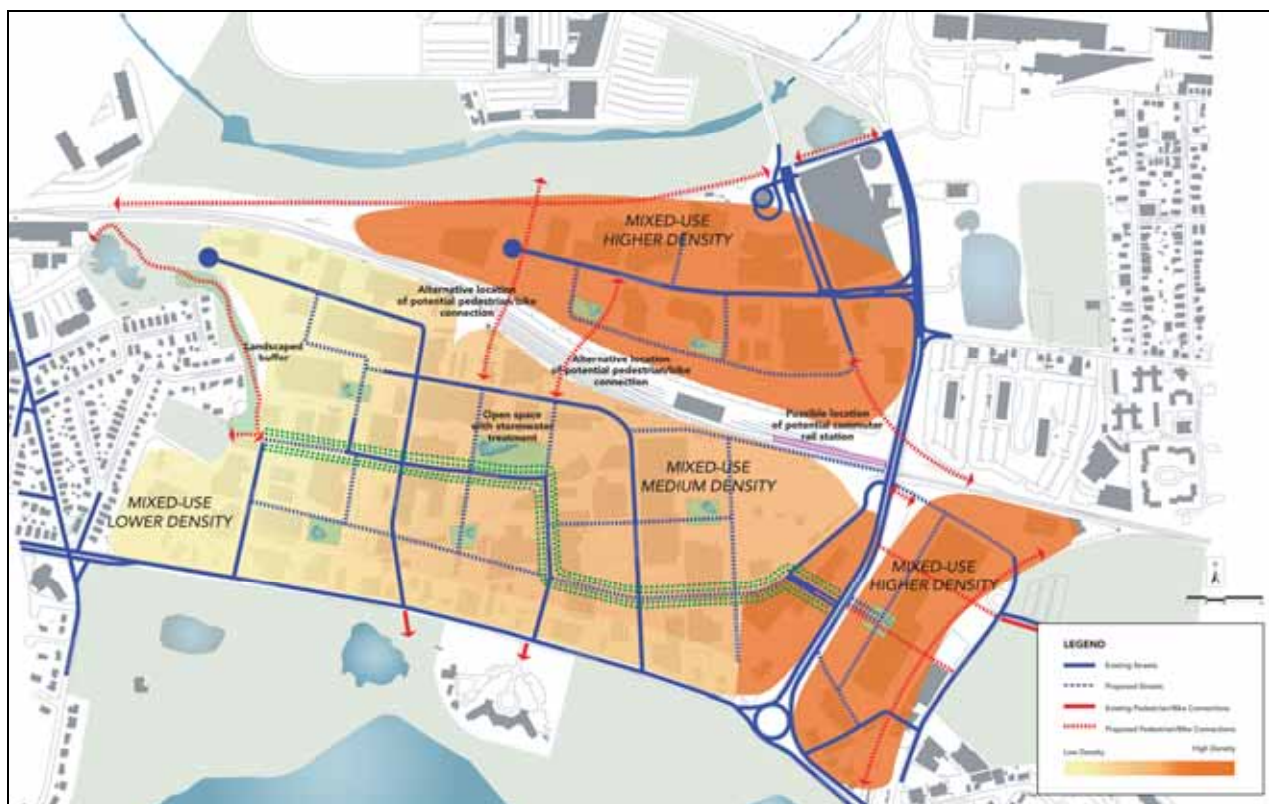 MIXED-USE
HIGHER DENSITY
Alternative location
of potential pedestrian/bike
connection
Landscaped
buffer
Alternative location
of potential pedestrian/bike
connection
Open space
with stormwater
treatment
Possible location
of potential commuter
rail station
MIXED-USE
MEDIUM DENSITY
MIXED-USE
LOWER DENSITY
MIXED-USE
HIGHER DENSITY
LEGEND
Existing Streets
Proposed Streets
Existing Pedestrian/Bike Connections
Proposed Pedestrian/Bike Connections
Low Density
High Density